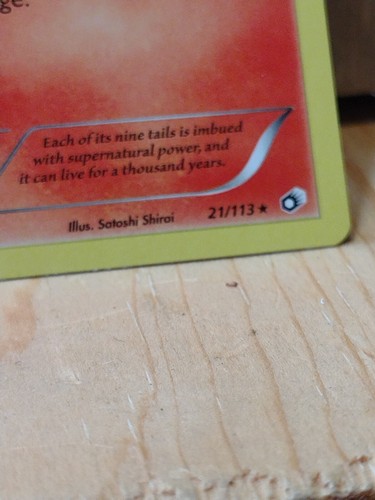 ge.
Each of its nine tails is imbued
with supernatural power, and
it can live for a thousand years.
Illus. Satoshi Shirai
21/113 ★